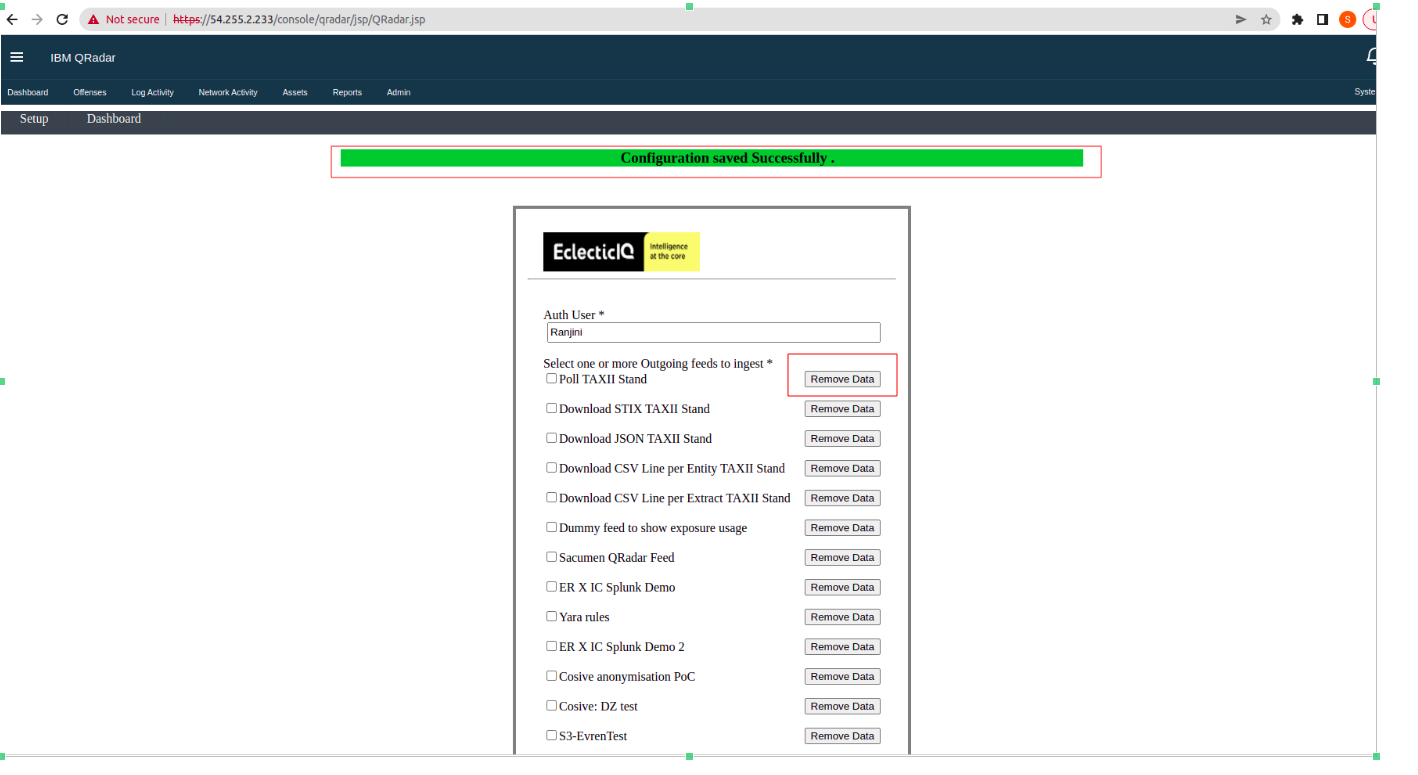 Not secure | https://54.255.2.233/console/qradar/jsp/QRadar.jsp
S
IBM QRadar
Dashboard Offenses Log Activity Network Activity Assets Reports Admin Syste
Setup Dashboard
Configuration saved Successfully .
EclecticIQ Intelligence
at the core
Auth User *
Ranjini
Select one or more Outgoing feeds to ingest *
Poll TAXII Stand Remove Data
Download STIX TAXII Stand Remove Data
Download JSON TAXII Stand Remove Data
Download CSV Line per Entity TAXII Stand Remove Data
Download CSV Line per Extract TAXII Stand Remove Data
Dummy feed to show exposure usage Remove Data
Sacumen QRadar Feed Remove Data
ER X IC Splunk Demo Remove Data
Yara rules Remove Data
ER X IC Splunk Demo 2 Remove Data
Cosive anonymisation PoC Remove Data
Cosive: DZ test Remove Data
S3-EvrenTest Remove Data